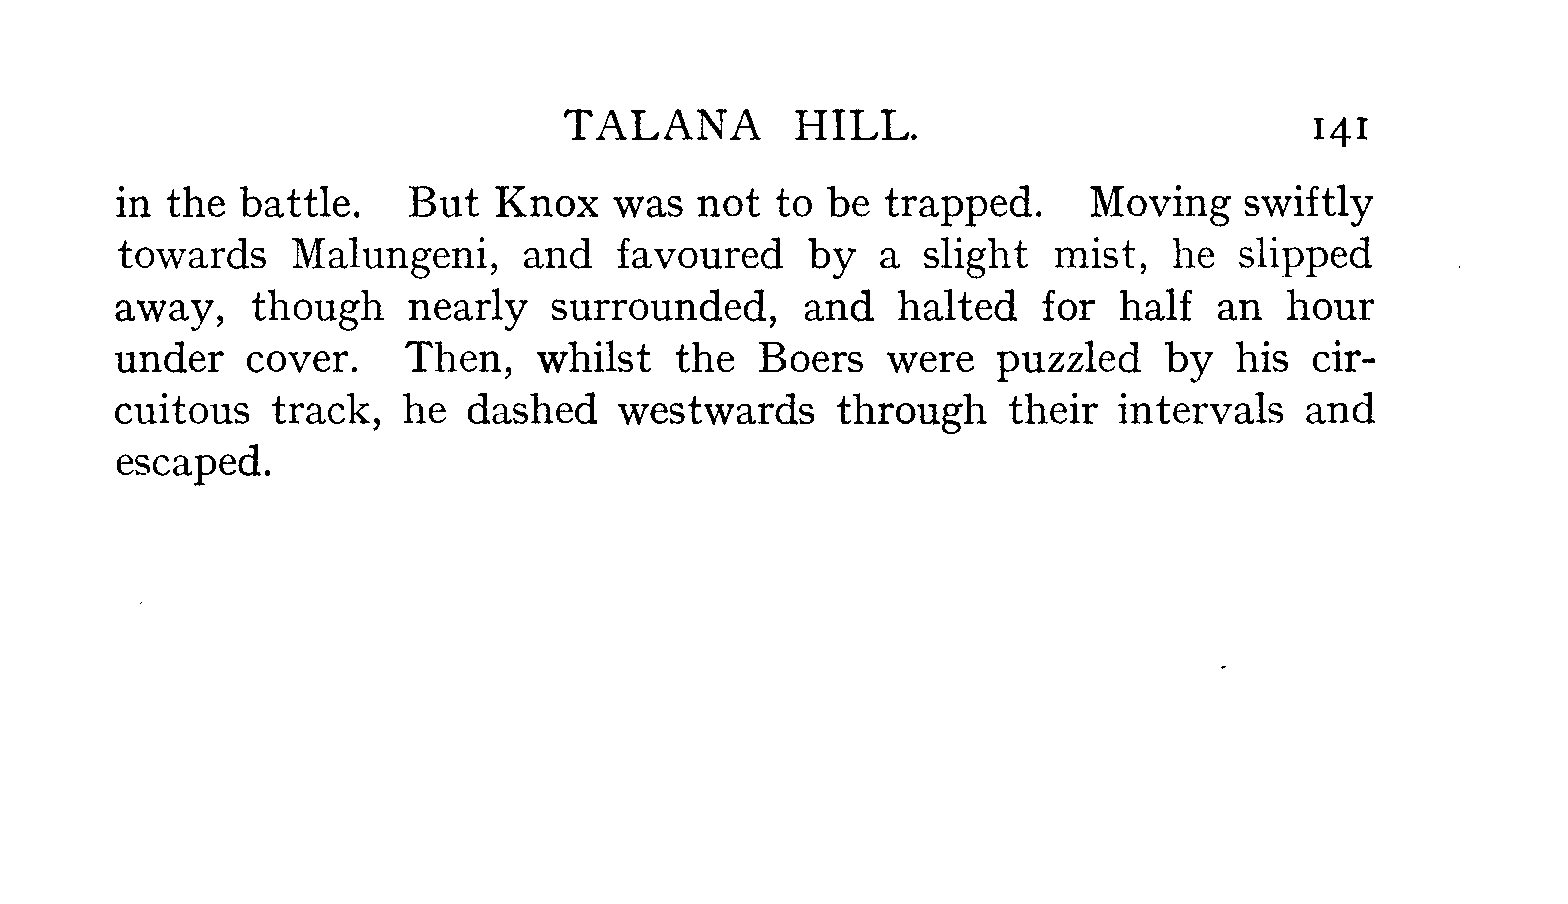 TALANA HILL. 141
in the battle. But Knox was not to be trapped. Moving swiftly
towards Malungeni, and favoured by a slight mist, he slipped
away, though nearly surrounded, and halted for half an hour
under cover. Then, whilst the Boers were puzzled by his cir-
cuitous track, he dashed westwards through their intervals and
escaped.